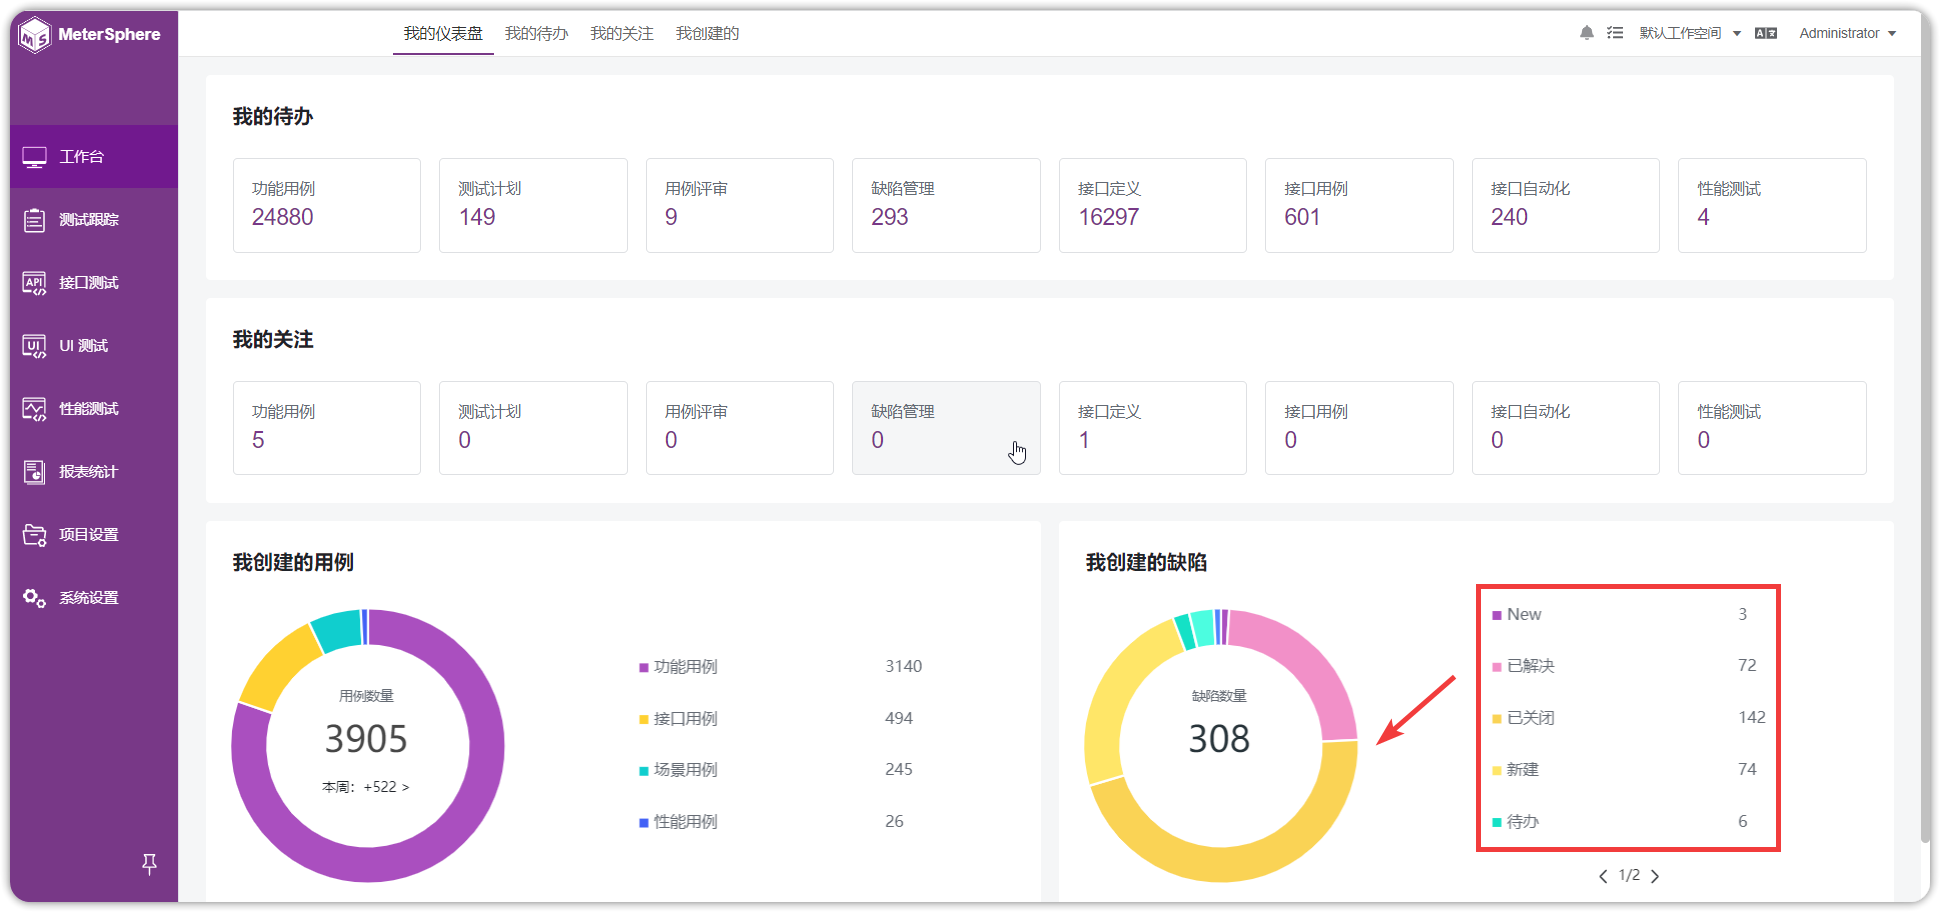 MeterSphere
我的仪表盘 我的待办 我的关注 我创建的
默认工作空间 Administrator
工作台
测试跟踪
接口测试
UI 测试
性能测试
报表统计
项目设置
系统设置
我的待办
功能用例 测试计划 用例评审 缺陷管理 接口定义 接口用例 接口自动化 性能测试
24880 149 9 293 16297 601 240 4
我的关注
功能用例 测试计划 用例评审 缺陷管理 接口定义 接口用例 接口自动化 性能测试
5 0 0 0 1 0 0 0
我创建的用例
用例数量
3905
本周：+522 >
功能用例 3140
接口用例 494
场景用例 245
性能用例 26
我创建的缺陷
缺陷数量
308
New 3
已解决 72
已关闭 142
新建 74
待办 6
< 1/2 >